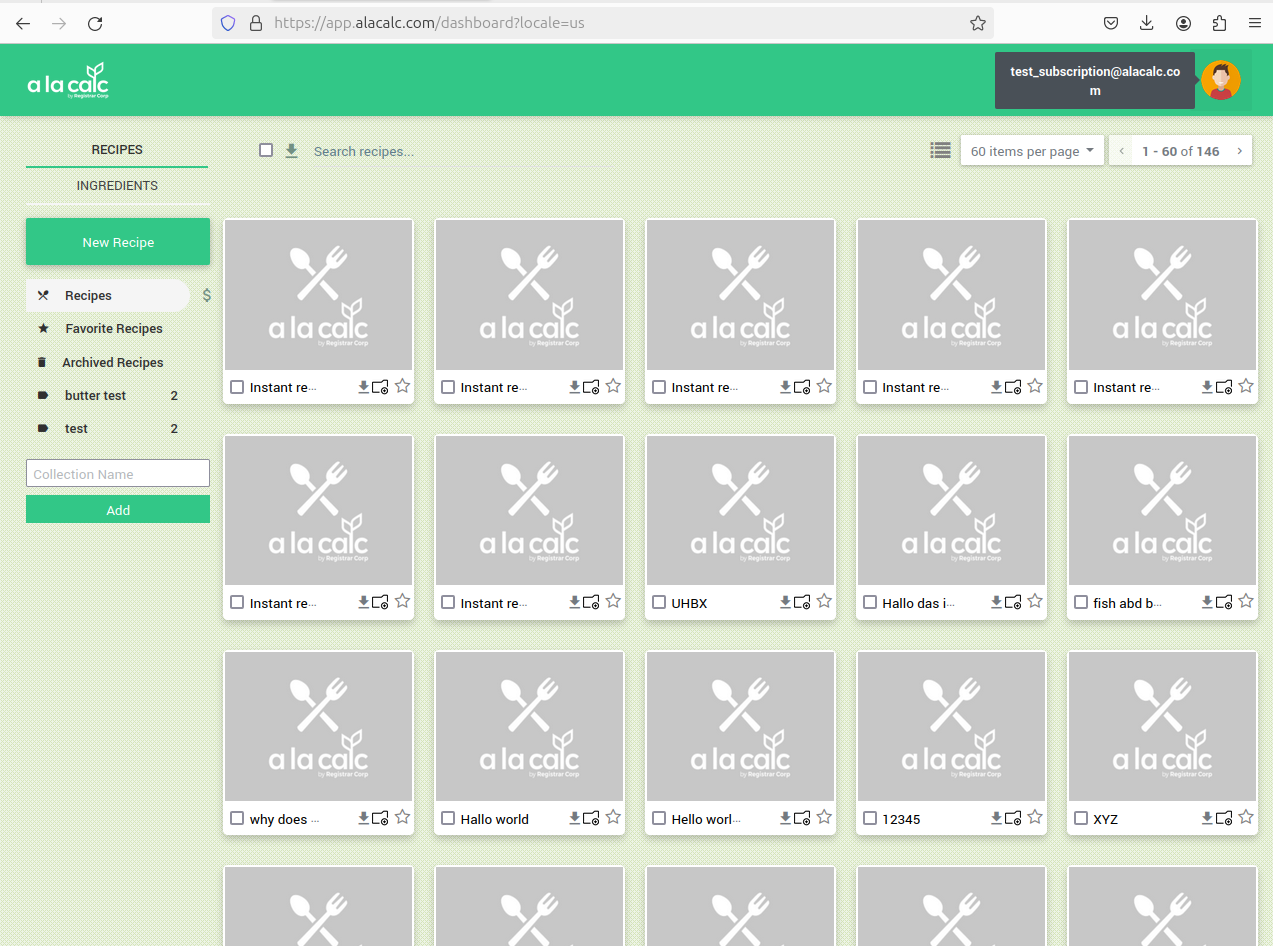 https://app.alacalc.com/dashboard?locale=us
a la calc
by Registrar Corp
test_subscription@alacalc.co
m
RECIPES
INGREDIENTS
Search recipes...
60 items per page
1 - 60 of 146
New Recipe
Recipes
$
Favorite Recipes
Archived Recipes
butter test 2
test 2
Collection Name
Add
a la calc
by Registrar Corp
Instant re...
a la calc
by Registrar Corp
Instant re...
a la calc
by Registrar Corp
Instant re...
a la calc
by Registrar Corp
Instant re...
a la calc
by Registrar Corp
Instant re...
a la calc
by Registrar Corp
Instant re...
a la calc
by Registrar Corp
Instant re...
a la calc
by Registrar Corp
UHBX
a la calc
by Registrar Corp
Hallo das i...
a la calc
by Registrar Corp
fish abd b...
a la calc
by Registrar Corp
why does ...
a la calc
by Registrar Corp
Hallo world
a la calc
by Registrar Corp
Hello worl...
a la calc
by Registrar Corp
12345
a la calc
by Registrar Corp
XYZ